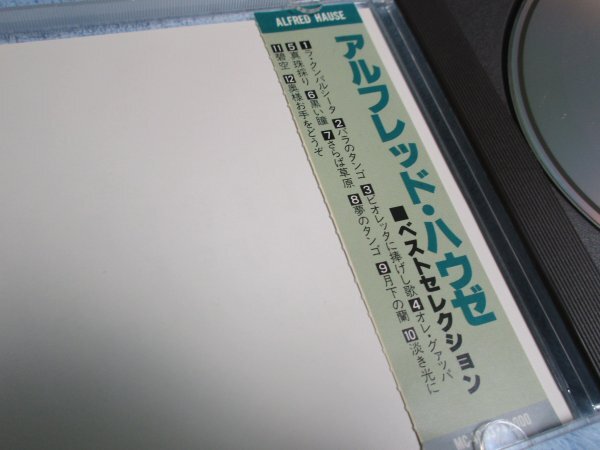 ALFRED HAUSE
アルフレッド・ハウゼ
■ベストセレクション
1ラ・クンパルシータ 2バラのタンゴ 3ビオレッタに捧げし歌 4オレ・グァッパ
5真珠採り 6黒い瞳 7さらば草原 8夢のタンゴ 9月下の蘭 10淡き光に
11碧空 12奥様お手をどうぞ